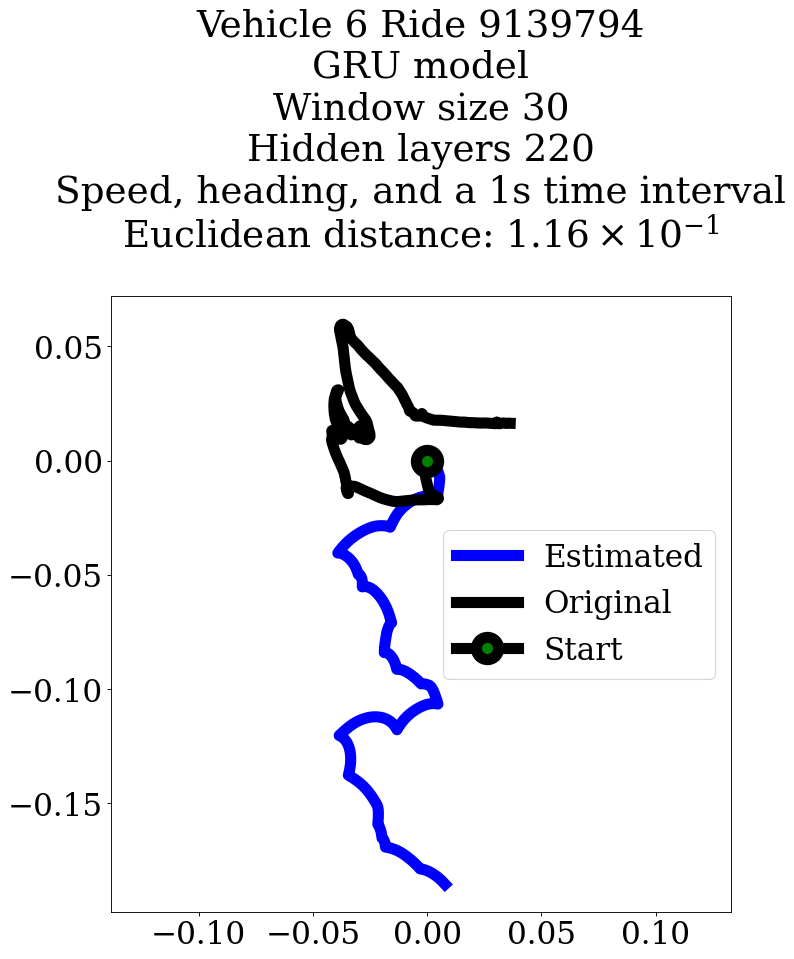 Vehicle 6 Ride 9139794
GRU model
Window size 30
Hidden layers 220
Speed, heading, and a 1s time interval
Euclidean distance: 1.16 × 10⁻¹
0.05
0.00
−0.05
−0.10
−0.15
Estimated
Original
Start
−0.10 −0.05 0.00 0.05 0.10